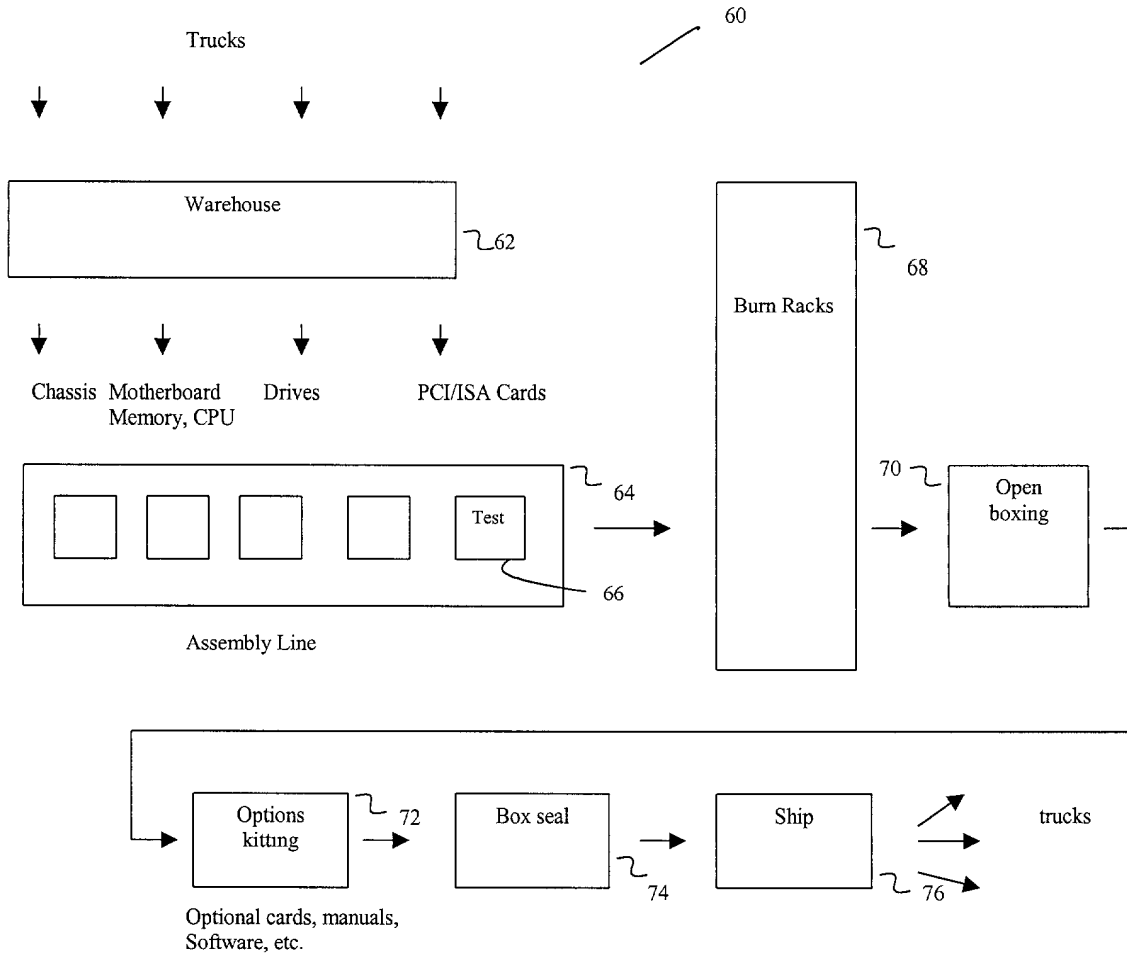 60
Trucks
Warehouse
62
68
Burn Racks
Chassis
Motherboard
Memory, CPU
Drives
PCI/ISA Cards
64
Test
66
Assembly Line
70
Open
boxing
Options
kitting
72
Optional cards, manuals,
Software, etc.
Box seal
74
Ship
76
trucks